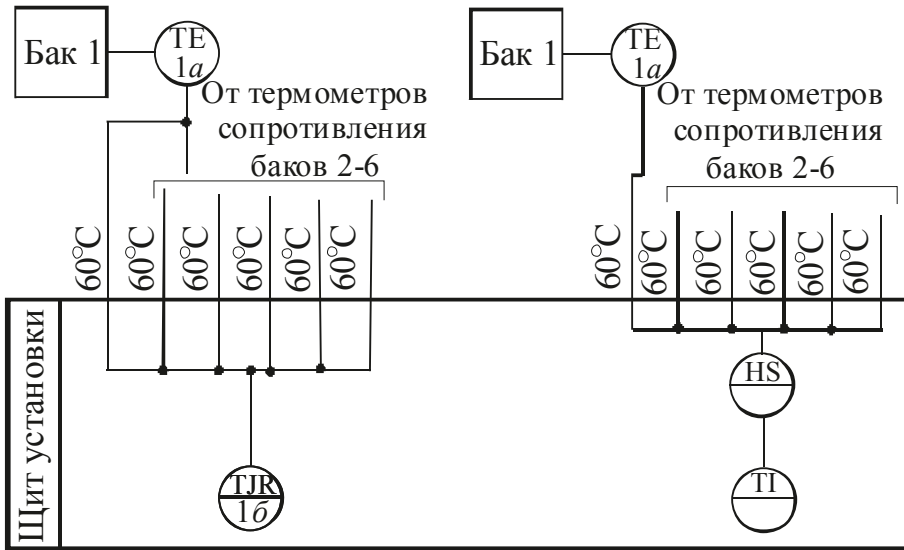 Бак 1
TE
1а
От термометров
сопротивления
баков 2-6
60°C
60°C
60°C
60°C
60°C
60°C
TJR
1б
Бак 1
TE
1а
От термометров
сопротивления
баков 2-6
60°C
60°C
60°C
60°C
60°C
60°C
HS
TI
Щит установки